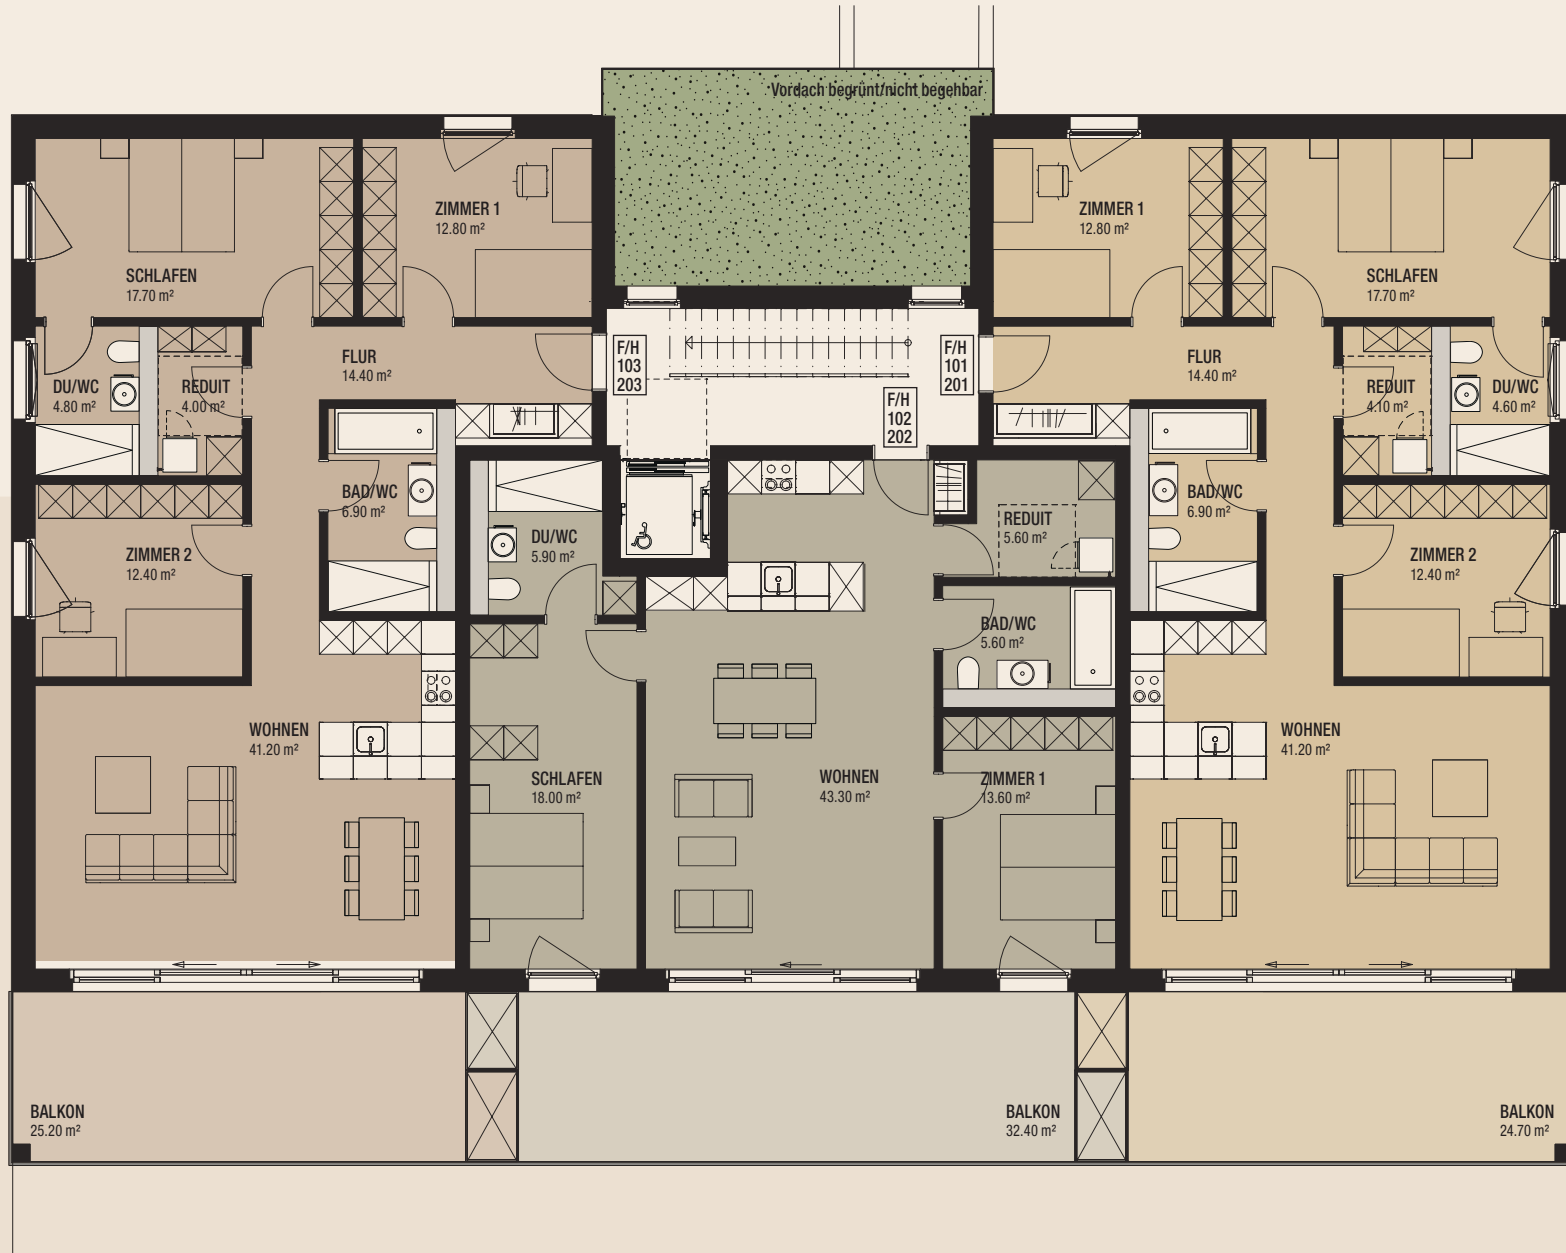 Vordach begrünt/nicht begehbar
ZIMMER 1
12.80 m²
ZIMMER 1
12.80 m²
SCHLAFEN
17.70 m²
SCHLAFEN
17.70 m²
F/H
103
203
F/H
101
201
FLUR
14.40 m²
FLUR
14.40 m²
DU/WC
4.80 m²
REDUIT
4.00 m²
F/H
102
202
REDUIT
4.10 m²
DU/WC
4.60 m²
BAD/WC
6.90 m²
BAD/WC
6.90 m²
REDUIT
5.60 m²
DU/WC
5.90 m²
ZIMMER 2
12.40 m²
ZIMMER 2
12.40 m²
BAD/WC
5.60 m²
WOHNEN
41.20 m²
WOHNEN
41.20 m²
SCHLAFEN
18.00 m²
WOHNEN
43.30 m²
ZIMMER 1
13.60 m²
BALKON
25.20 m²
BALKON
32.40 m²
BALKON
24.70 m²